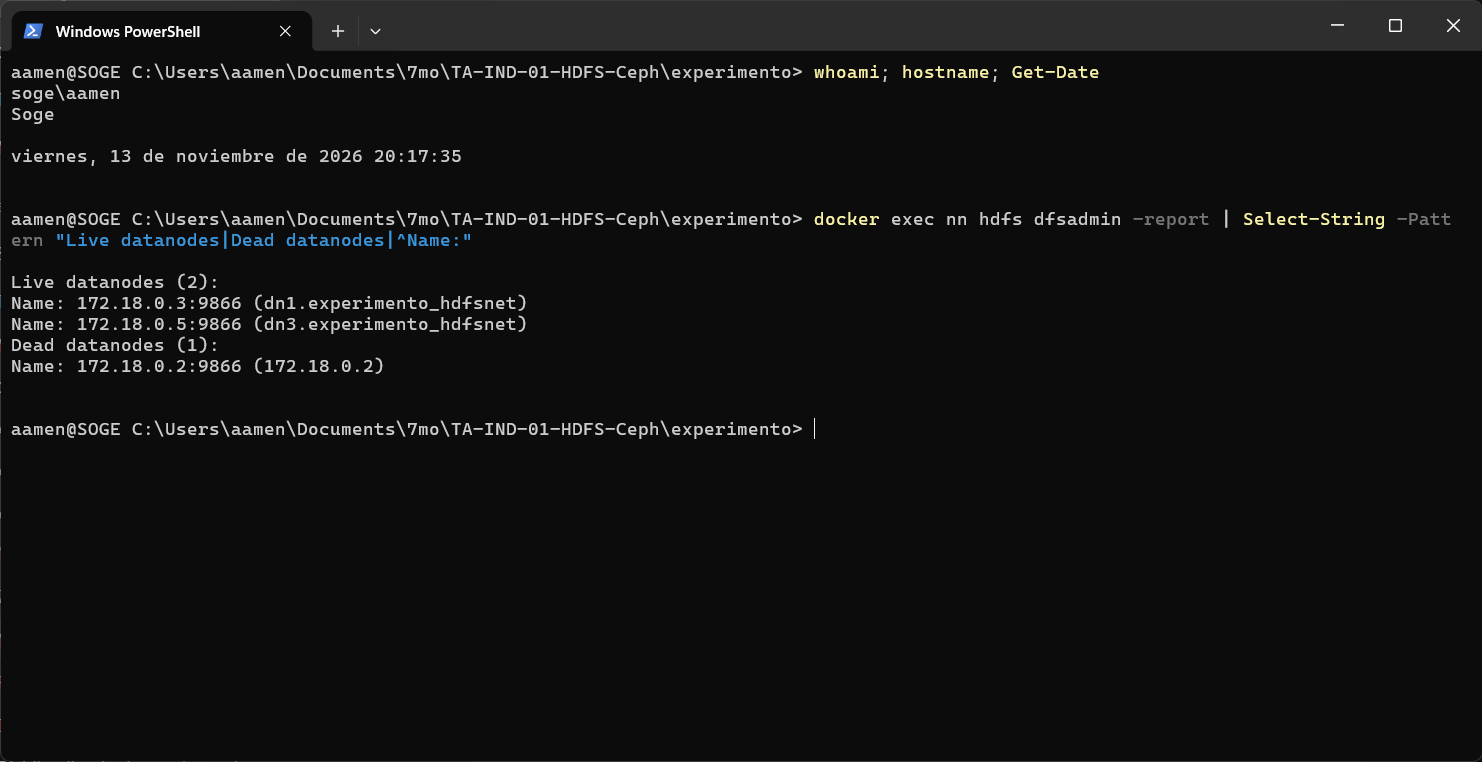 Windows PowerShell
aamen@SOGE C:\Users\aamen\Documents\7mo\TA-IND-01-HDFS-Ceph\experimento> whoami; hostname; Get-Date
soge\aamen
Soge
viernes, 13 de noviembre de 2026 20:17:35
aamen@SOGE C:\Users\aamen\Documents\7mo\TA-IND-01-HDFS-Ceph\experimento> docker exec nn hdfs dfsadmin -report | Select-String -Patt
ern "Live datanodes|Dead datanodes|^Name:"
Live datanodes (2):
Name: 172.18.0.3:9866 (dn1.experimento_hdfsnet)
Name: 172.18.0.5:9866 (dn3.experimento_hdfsnet)
Dead datanodes (1):
Name: 172.18.0.2:9866 (172.18.0.2)
aamen@SOGE C:\Users\aamen\Documents\7mo\TA-IND-01-HDFS-Ceph\experimento>